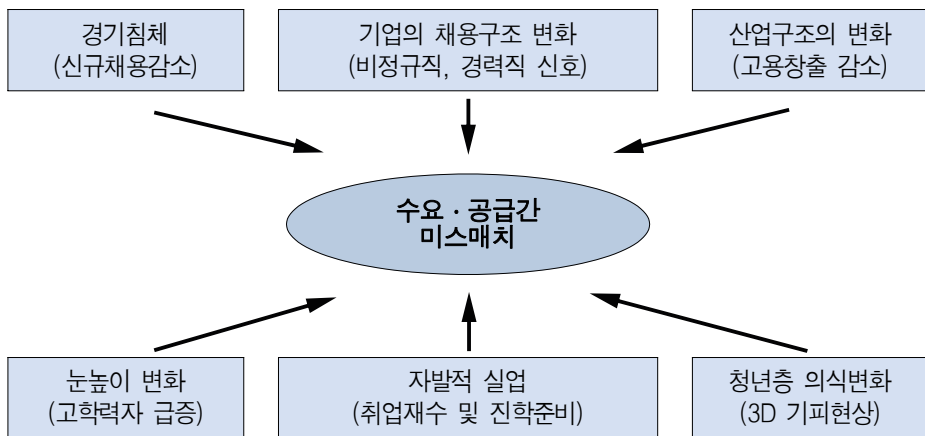 경기침체
(신규채용감소)
기업의 채용구조 변화
(비정규직, 경력직 신호)
산업구조의 변화
(고용창출 감소)
수요 · 공급간
미스매치
눈높이 변화
(고학력자 급증)
자발적 실업
(취업재수 및 진학준비)
청년층 의식변화
(3D 기피현상)